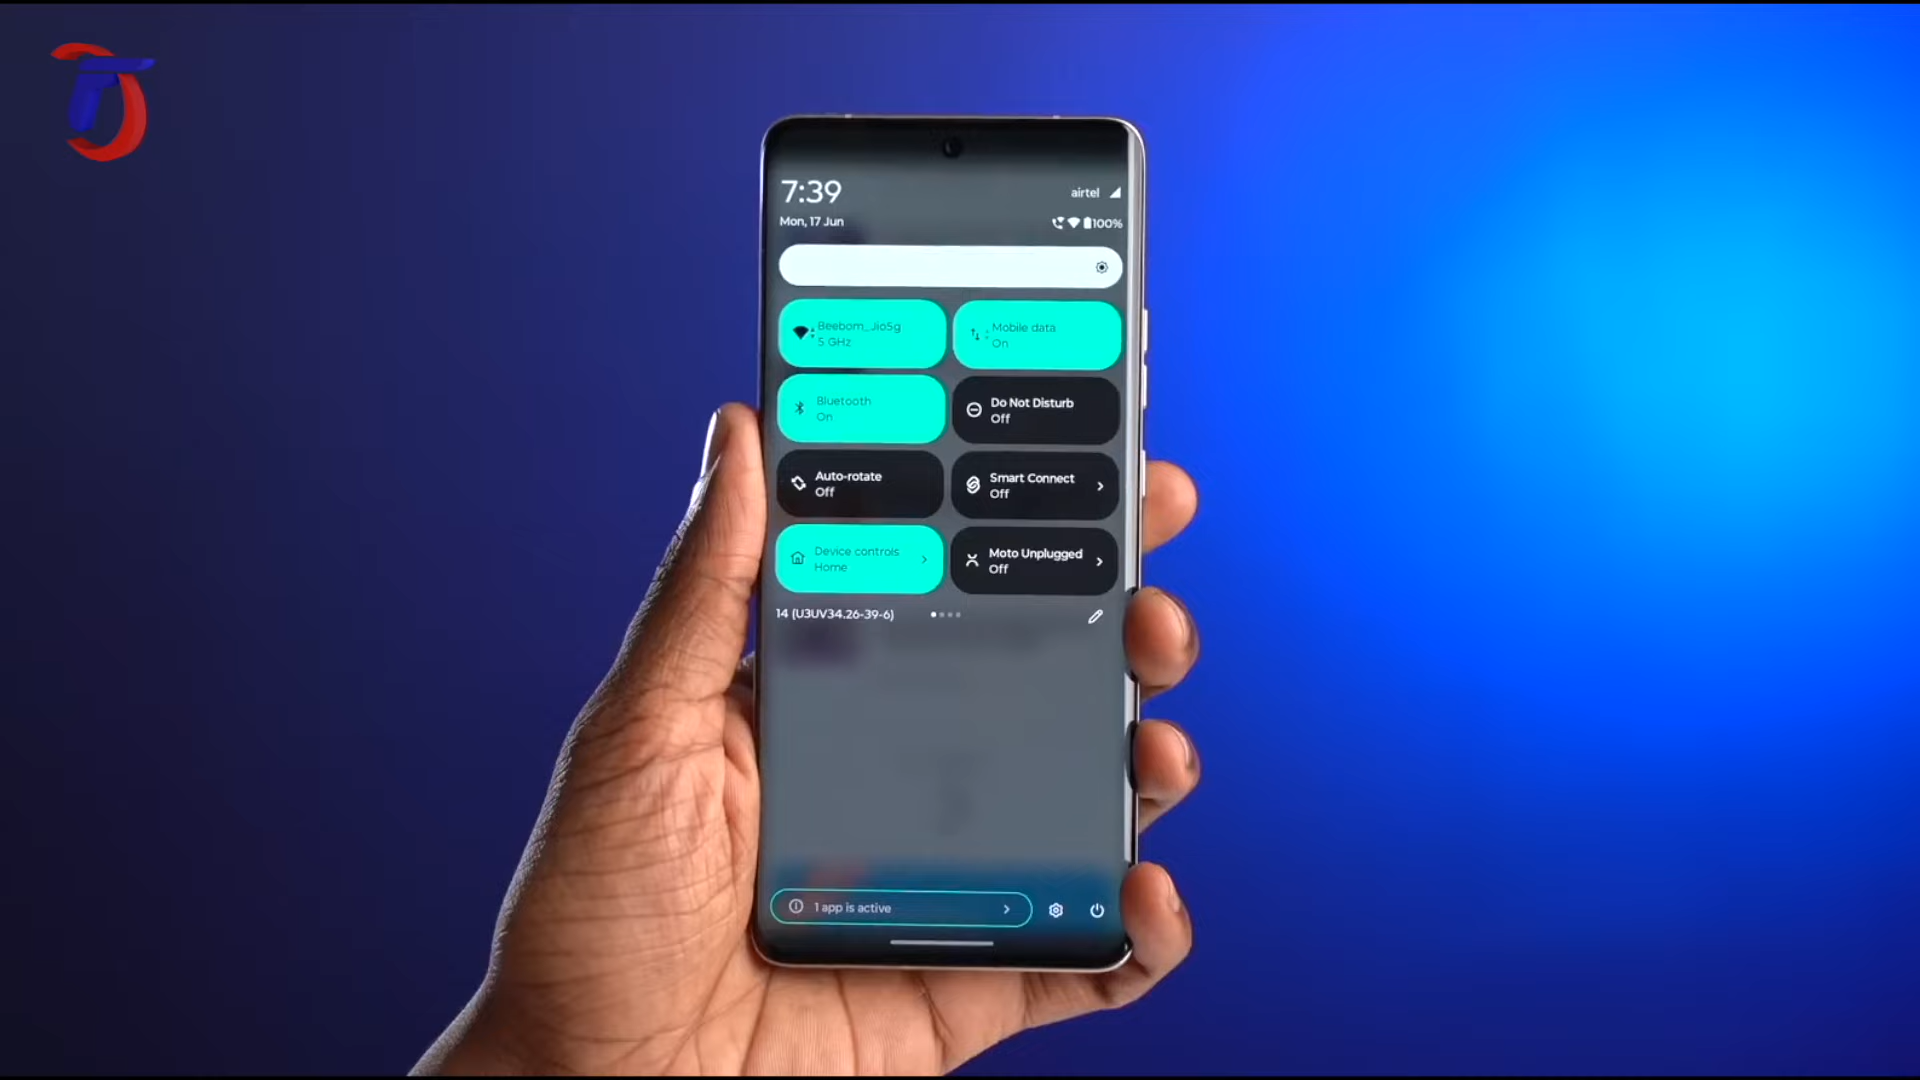 7:39
airtel
Mon, 17 Jun
100%
Beebom_Jio5g
5 GHz
Mobile data
On
Bluetooth
On
Do Not Disturb
Off
Auto-rotate
Off
Smart Connect
Off
Device controls
Home
Moto Unplugged
Off
14 (U3UV34.26-39-6)
1 app is active